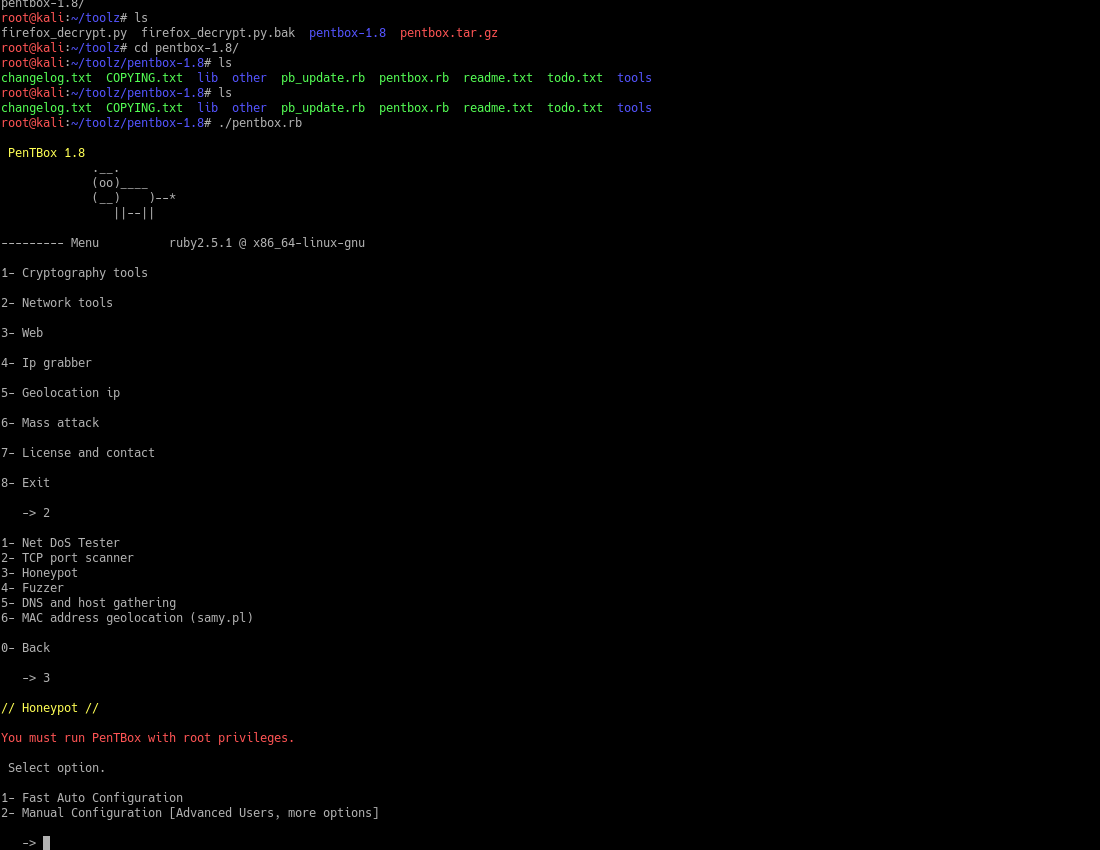 pentbox-1.8/
root@kali:~/toolz# ls
firefox_decrypt.py  firefox_decrypt.py.bak  pentbox-1.8  pentbox.tar.gz
root@kali:~/toolz# cd pentbox-1.8/
root@kali:~/toolz/pentbox-1.8# ls
changelog.txt  COPYING.txt  lib  other  pb_update.rb  pentbox.rb  readme.txt  todo.txt  tools
root@kali:~/toolz/pentbox-1.8# ls
changelog.txt  COPYING.txt  lib  other  pb_update.rb  pentbox.rb  readme.txt  todo.txt  tools
root@kali:~/toolz/pentbox-1.8# ./pentbox.rb

 PenTBox 1.8
             .__.
             (oo)____
             (__)    )--*
                ||--||

--------- Menu          ruby2.5.1 @ x86_64-linux-gnu

1- Cryptography tools

2- Network tools

3- Web

4- Ip grabber

5- Geolocation ip

6- Mass attack

7- License and contact

8- Exit

   -> 2

1- Net DoS Tester
2- TCP port scanner
3- Honeypot
4- Fuzzer
5- DNS and host gathering
6- MAC address geolocation (samy.pl)

0- Back

   -> 3

// Honeypot //

You must run PenTBox with root privileges.

 Select option.

1- Fast Auto Configuration
2- Manual Configuration [Advanced Users, more options]

   ->